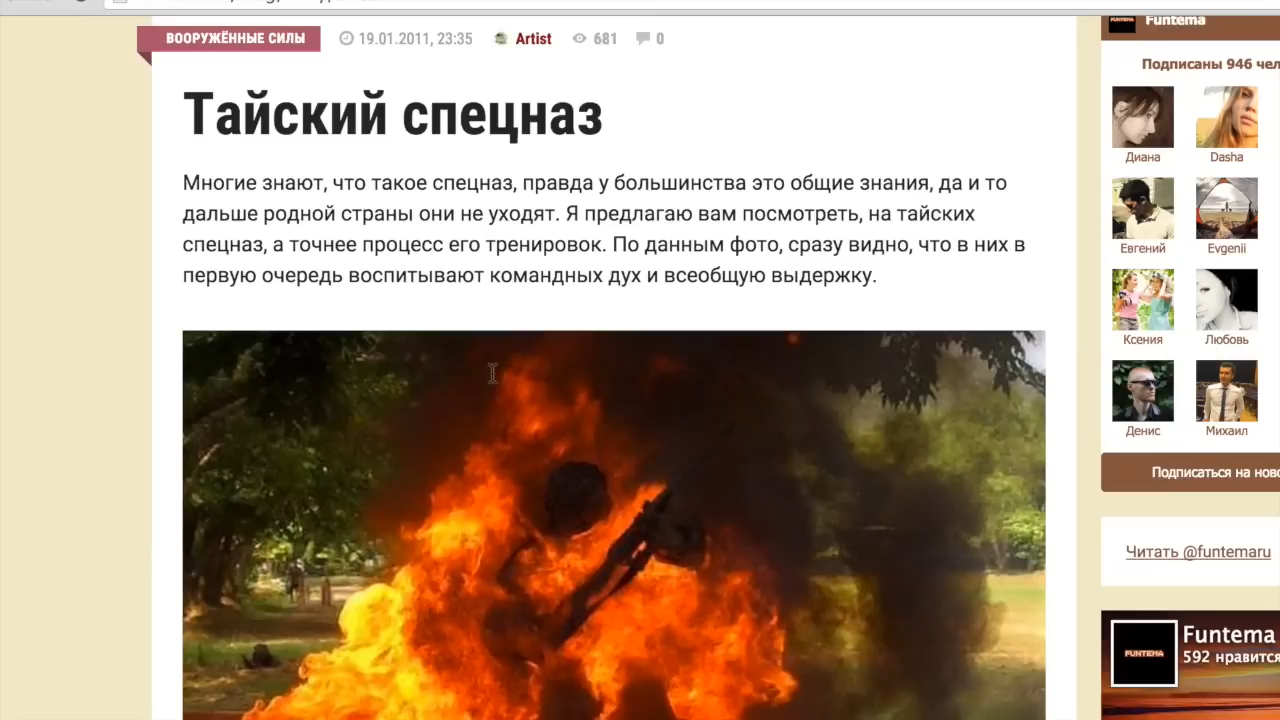 ВООРУЖЁННЫЕ СИЛЫ 19.01.2011, 23:35 Artist 681 0
Тайский спецназ
Многие знают, что такое спецназ, правда у большинства это общие знания, да и то
дальше родной страны они не уходят. Я предлагаю вам посмотреть, на тайских
спецназ, а точнее процесс его тренировок. По данным фото, сразу видно, что в них в
первую очередь воспитывают командных дух и всеобщую выдержку.
Funtema
Подписаны 946 чел
Диана Dasha
Евгений Evgenii
Ксения Любовь
Денис Михаил
Подписаться на ново
Читать @funtemaru
FUNTEMA
Funtema
592 нравится